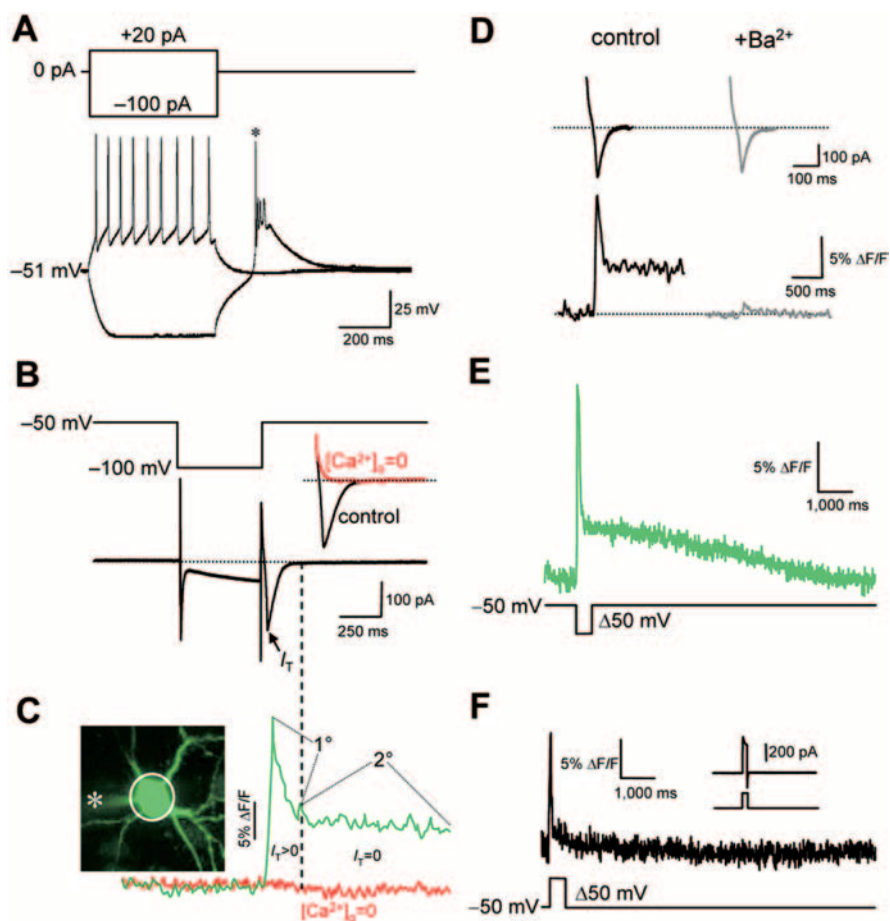 A
+20 pA
0 pA
−100 pA
*
−51 mV
25 mV
200 ms
B
−50 mV
−100 mV
[Ca2+]o=0
control
100 pA
250 ms
IT
C
*
5% ΔF/F
1°
2°
IT>0
IT=0
[Ca2+]o=0
D
control
+Ba2+
100 pA
100 ms
5% ΔF/F
500 ms
E
5% ΔF/F
1,000 ms
−50 mV
Δ50 mV
F
5% ΔF/F
1,000 ms
200 pA
−50 mV
Δ50 mV